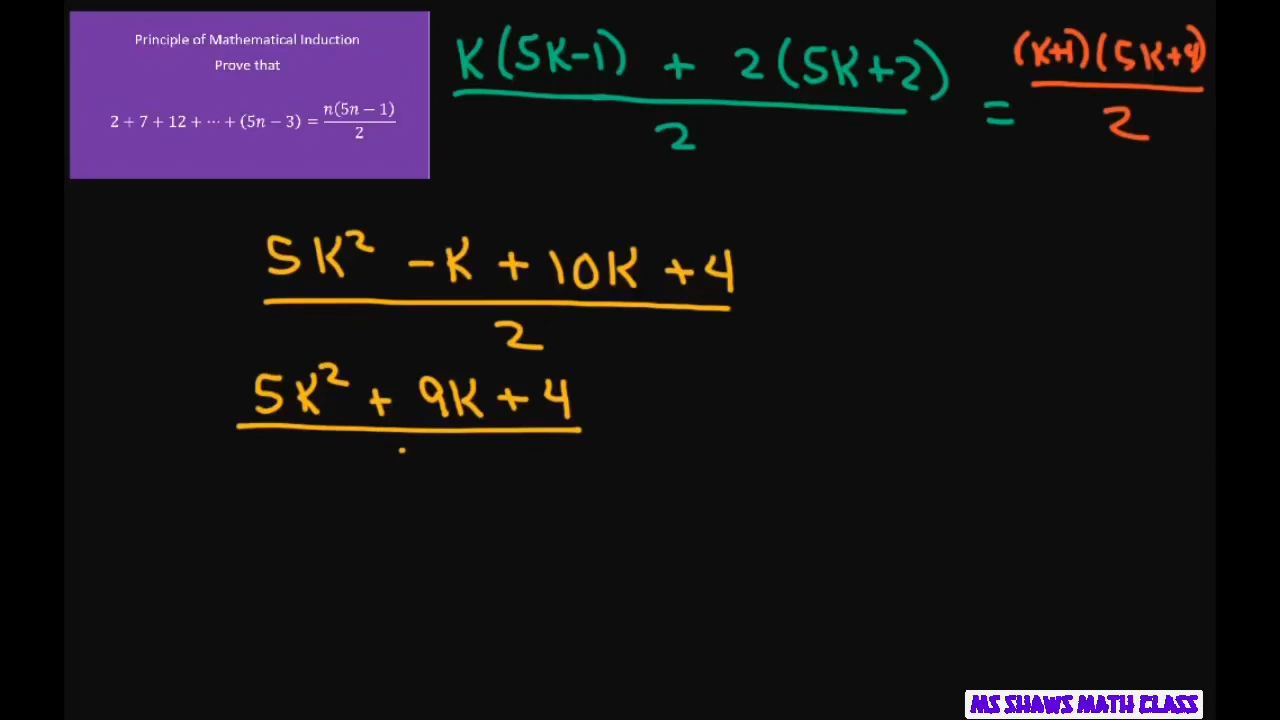 Principle of Mathematical Induction
Prove that
2 + 7 + 12 + ⋯ + (5n − 3) = n(5n − 1)/2
K(5K-1) + 2(5K+2)
2
=
(K+1)(5K+4)
2
5K² - K + 10K + 4
2
5K² + 9K + 4
MS SHAWS MATH CLASS